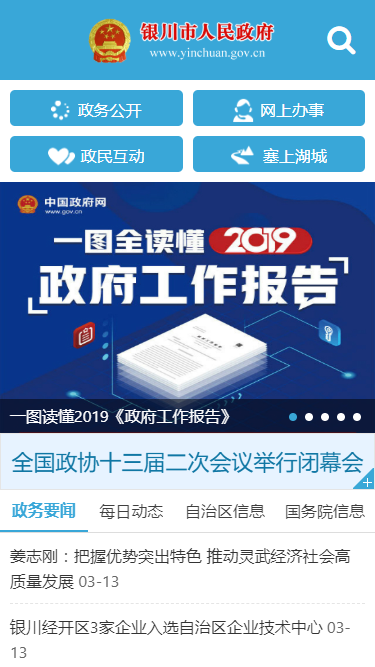 银川市人民政府
www.yinchuan.gov.cn
政务公开
网上办事
政民互动
塞上湖城
中国政府网
www.gov.cn
一图全读懂 2019
政府工作报告
一图读懂2019《政府工作报告》
全国政协十三届二次会议举行闭幕会
政务要闻 每日动态 自治区信息 国务院信息
姜志刚：把握优势突出特色 推动灵武经济社会高
质量发展 03-13
银川经开区3家企业入选自治区企业技术中心 03-
13